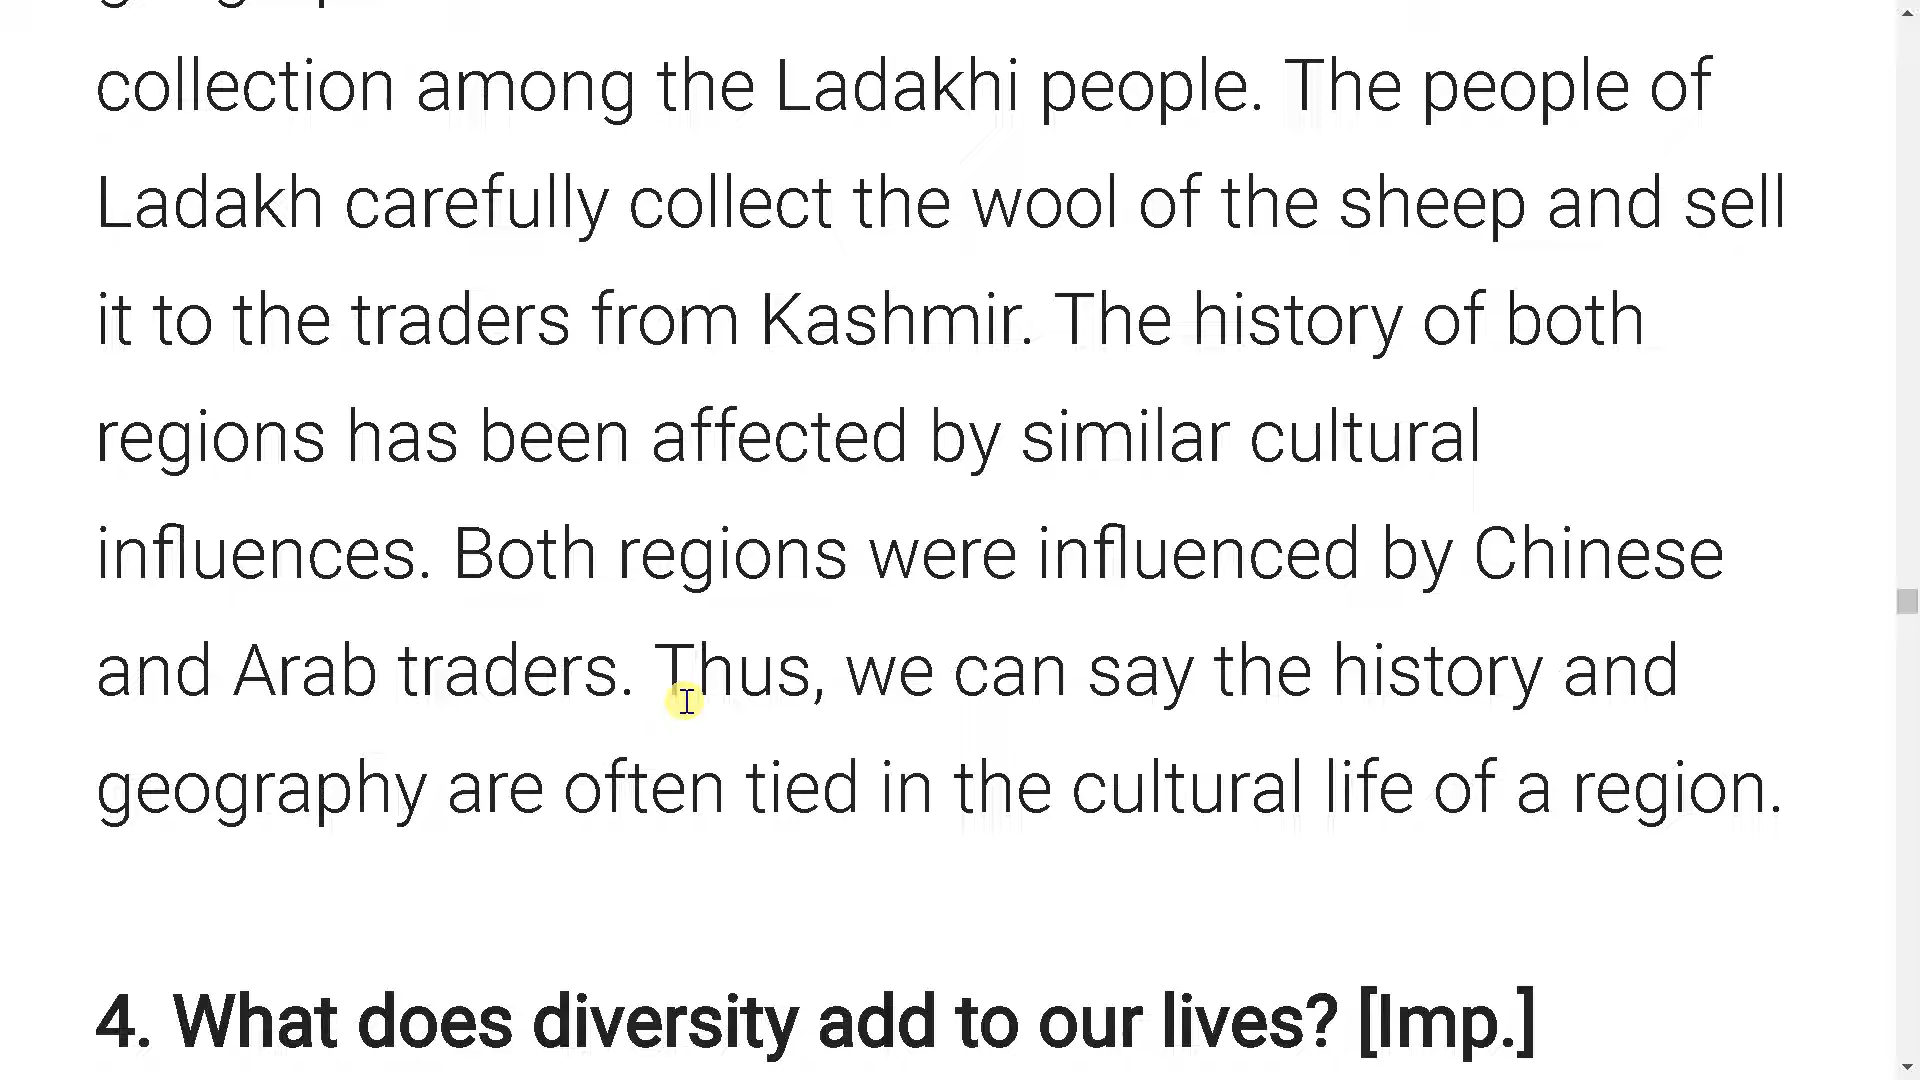 collection among the Ladakhi people. The people of
Ladakh carefully collect the wool of the sheep and sell
it to the traders from Kashmir. The history of both
regions has been affected by similar cultural
influences. Both regions were influenced by Chinese
and Arab traders. Thus, we can say the history and
geography are often tied in the cultural life of a region.
4. What does diversity add to our lives? [Imp.]